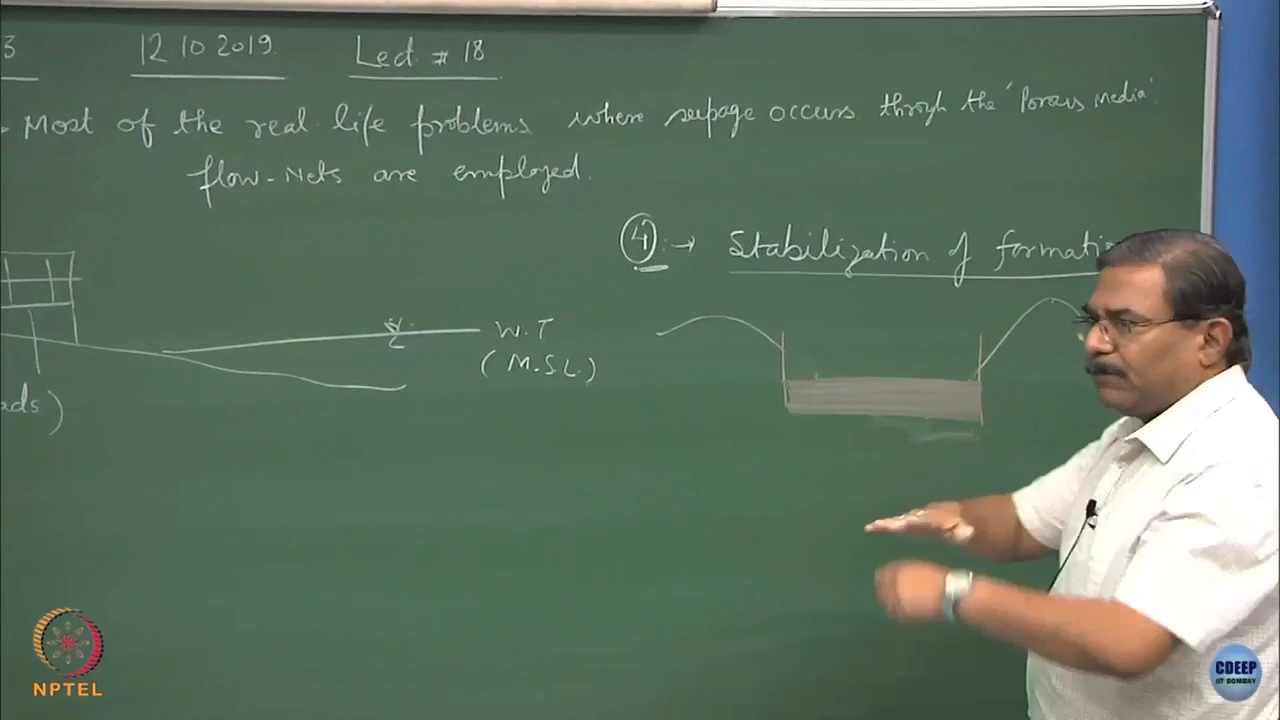 3 12.10.2019 Lect # 18
Most of the real life problems where seepage occurs throgh the 'Porous Media'
flow-Nets are employed.
4 → Stabilization of formati
W.T
(M.S.L.)
ads)
NPTEL
CDEEP
IIT BOMBAY